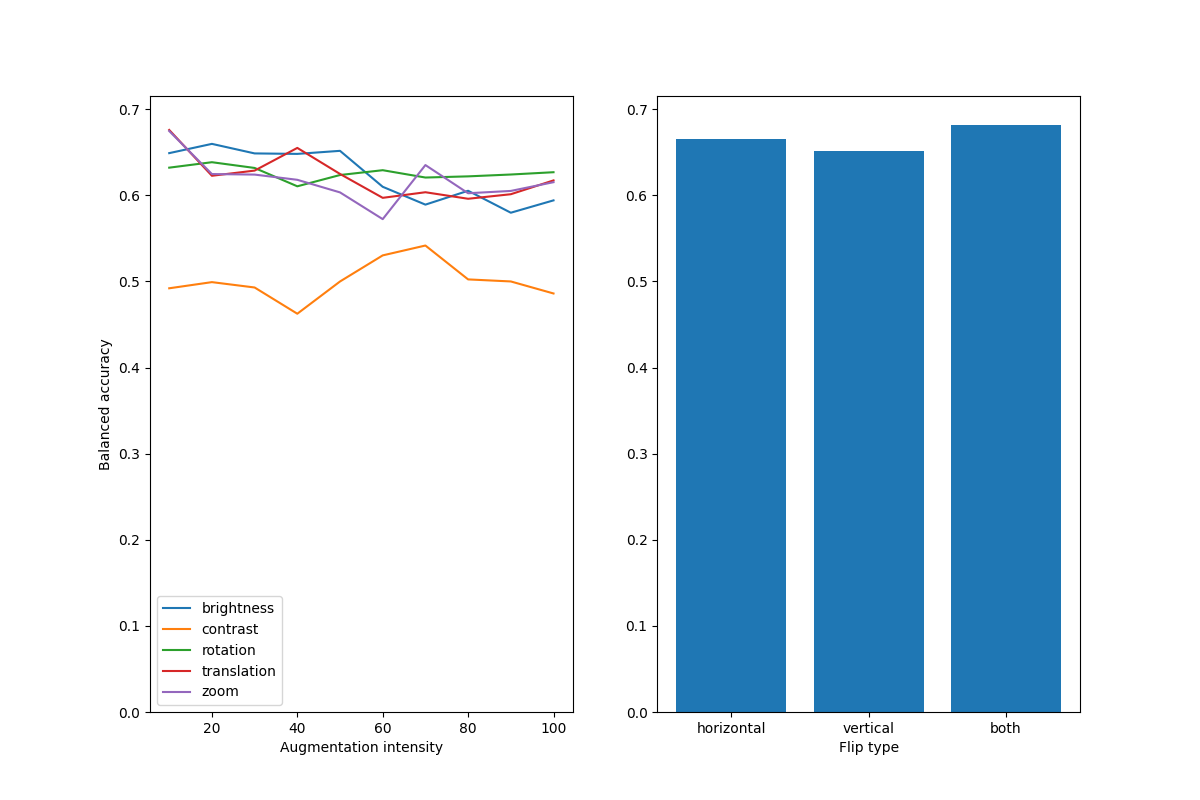 Balanced accuracy
0.7
0.6
0.5
0.4
0.3
0.2
0.1
0.0
brightness
contrast
rotation
translation
zoom
20 40 60 80 100
Augmentation intensity
0.7
0.6
0.5
0.4
0.3
0.2
0.1
0.0
horizontal vertical both
Flip type